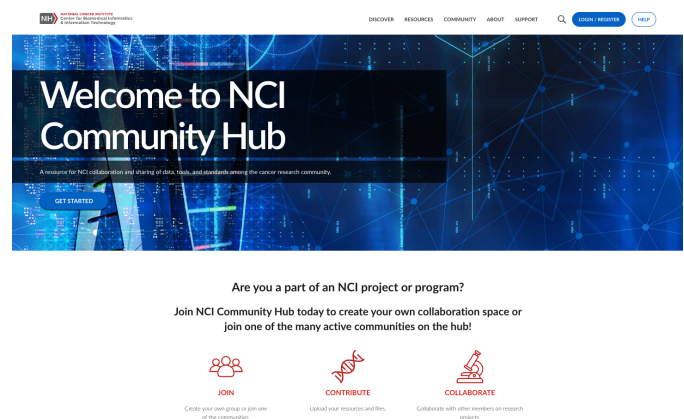 NIH
NATIONAL CANCER INSTITUTE
Center for Biomedical Informatics
& Information Technology
DISCOVER RESOURCES COMMUNITY ABOUT SUPPORT LOGIN / REGISTER HELP
Welcome to NCI
Community Hub
A resource for NCI collaboration and sharing of data, tools, and standards among the cancer research community.
GET STARTED
Are you a part of an NCI project or program?
Join NCI Community Hub today to create your own collaboration space or
join one of the many active communities on the hub!
JOIN
Create your own group or join one
of the communities.
CONTRIBUTE
Upload your resources and files.
COLLABORATE
Collaborate with other members on research
projects.